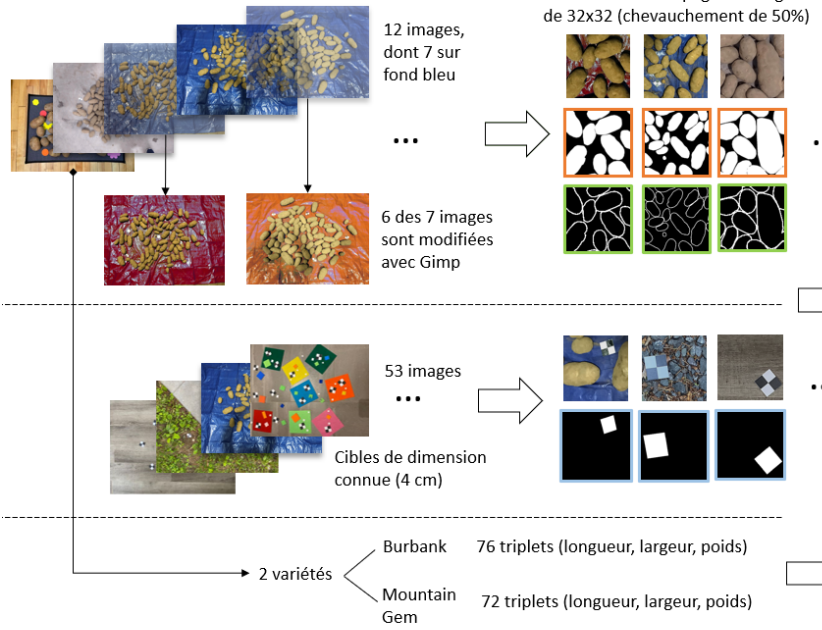 de 32x32 (chevauchement de 50%)
12 images,
dont 7 sur
fond bleu
...
6 des 7 images
sont modifiées
avec Gimp
53 images
...
Cibles de dimension
connue (4 cm)
2 variétés
Burbank 76 triplets (longueur, largeur, poids)
Mountain
Gem
72 triplets (longueur, largeur, poids)